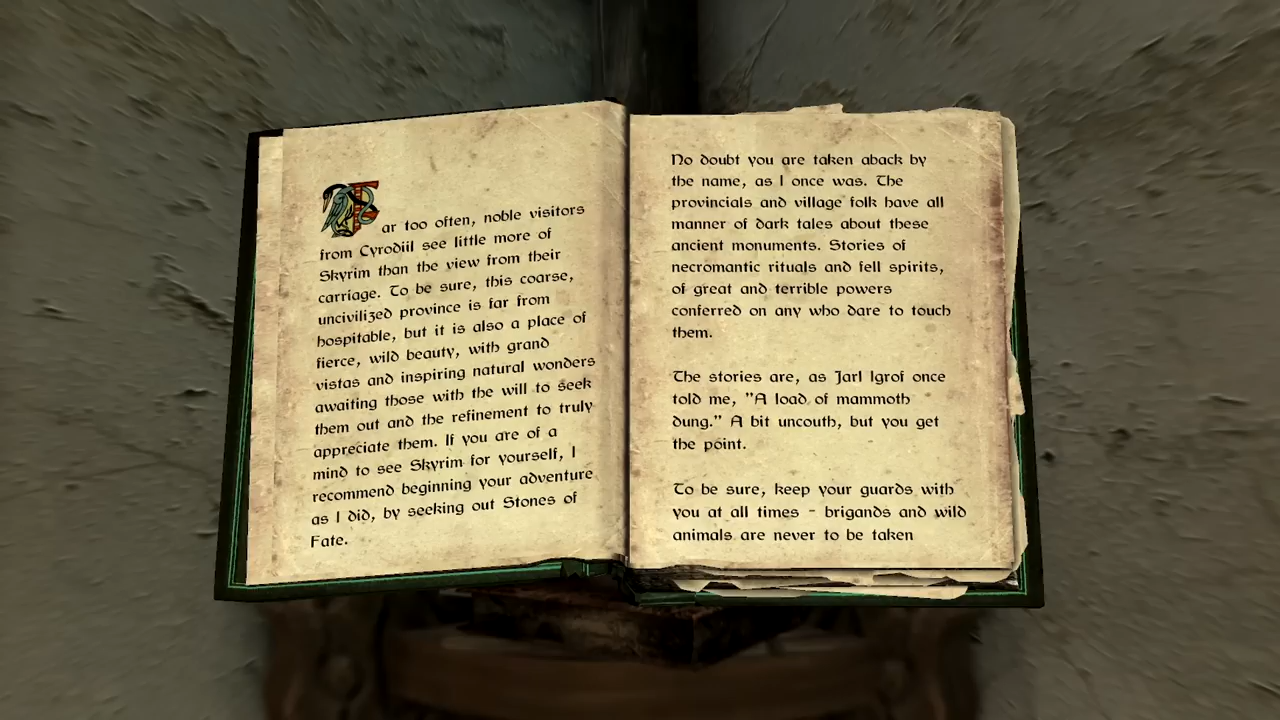 Far too often, noble visitors
from Cyrodiil see little more of
Skyrim than the view from their
carriage. To be sure, this coarse,
uncivilized province is far from
hospitable, but it is also a place of
fierce, wild beauty, with grand
vistas and inspiring natural wonders
awaiting those with the will to seek
them out and the refinement to truly
appreciate them. If you are of a
mind to see Skyrim for yourself, I
recommend beginning your adventure
as I did, by seeking out Stones of
Fate.
No doubt you are taken aback by
the name, as I once was. The
provincials and village folk have all
manner of dark tales about these
ancient monuments. Stories of
necromantic rituals and fell spirits,
of great and terrible powers
conferred on any who dare to touch
them.
The stories are, as Jarl Igrof once
told me, "A load of mammoth
dung." A bit uncouth, but you get
the point.
To be sure, keep your guards with
you at all times - brigands and wild
animals are never to be taken